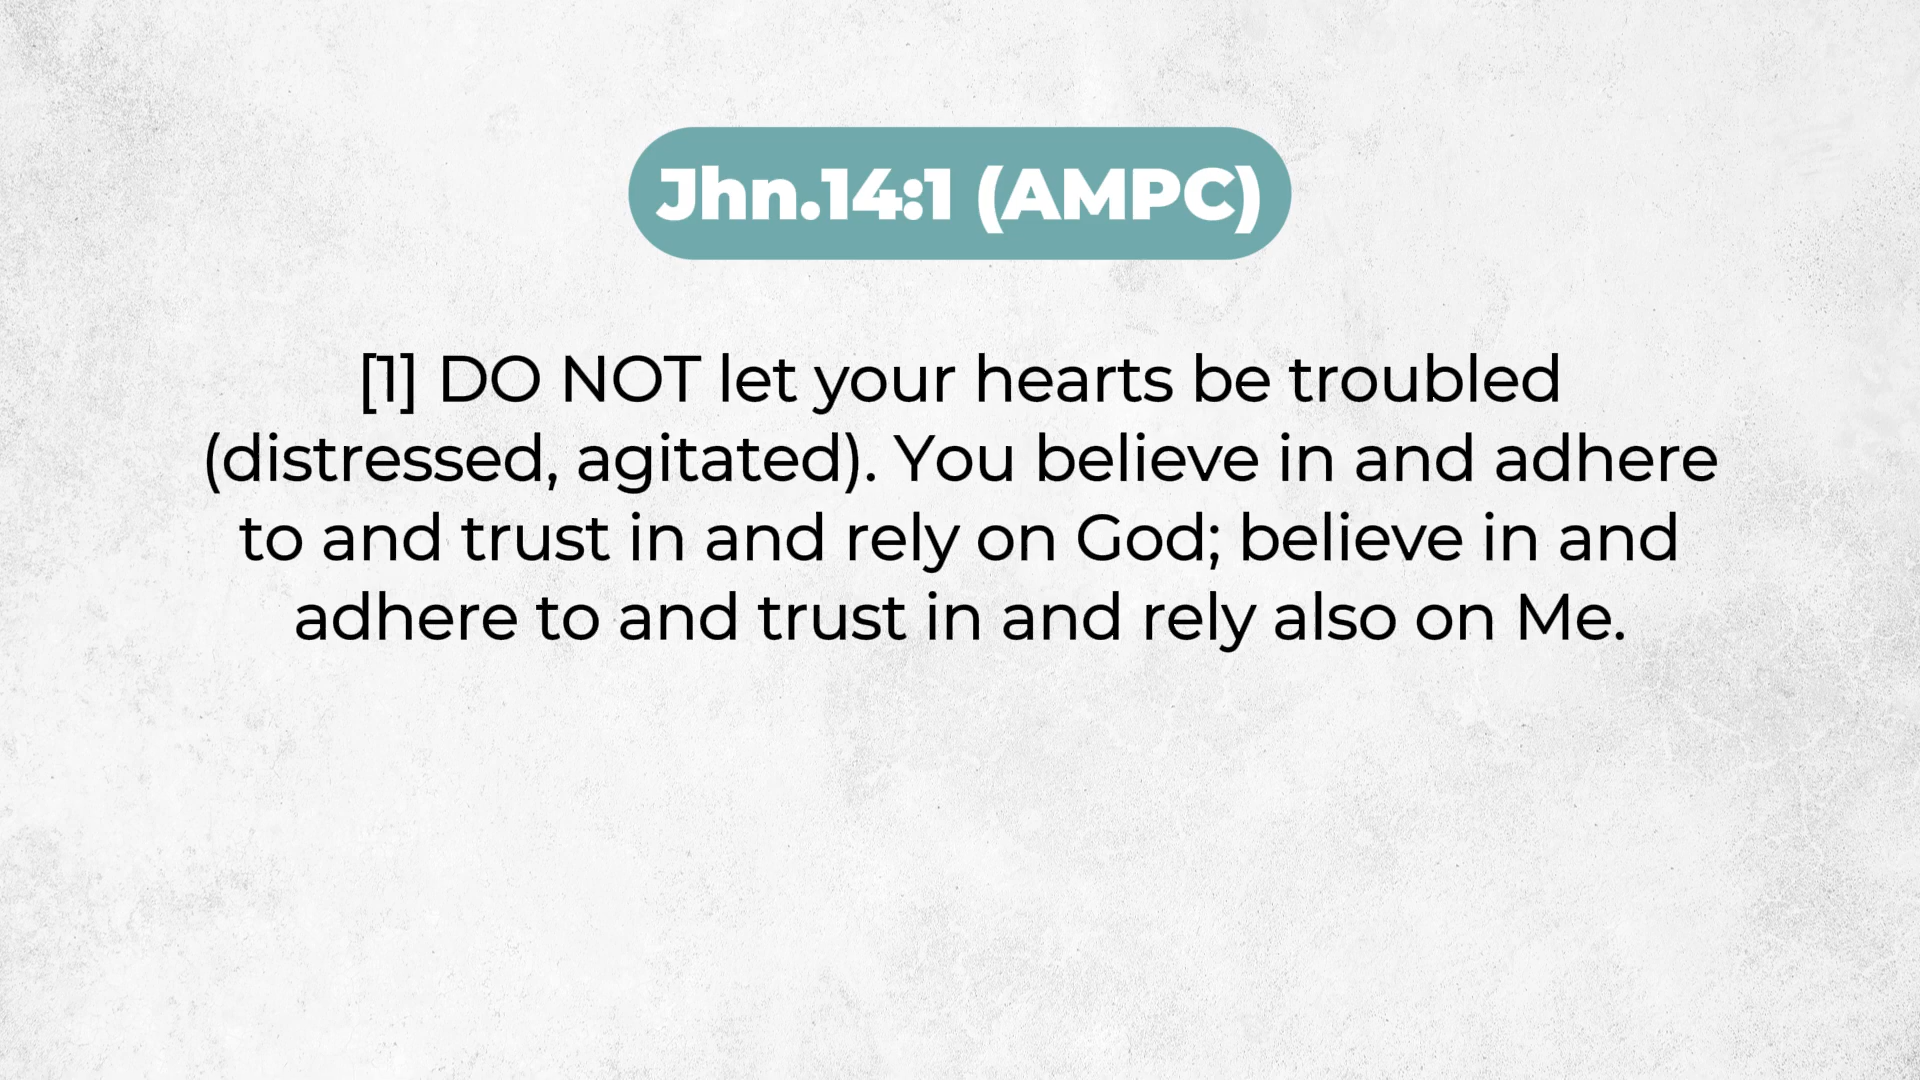 Jhn.14:1 (AMPC)
[1] DO NOT let your hearts be troubled
(distressed, agitated). You believe in and adhere
to and trust in and rely on God; believe in and
adhere to and trust in and rely also on Me.